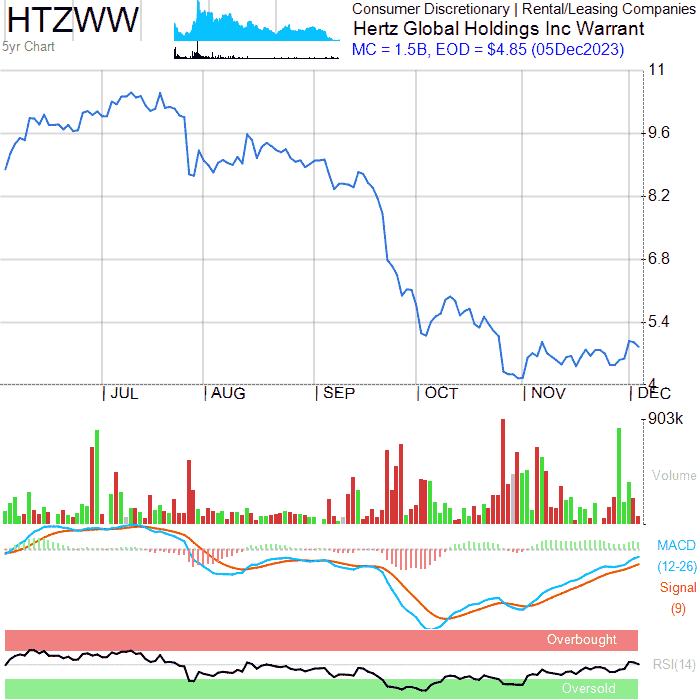 HTZWW
5yr Chart
Consumer Discretionary | Rental/Leasing Companies
Hertz Global Holdings Inc Warrant
MC = 1.5B, EOD = $4.85 (05Dec2023)
11
9.6
8.2
6.8
5.4
4
JUL AUG SEP OCT NOV DEC
903k
Volume
MACD
(12-26)
Signal
(9)
Overbought
RSI(14)
Oversold